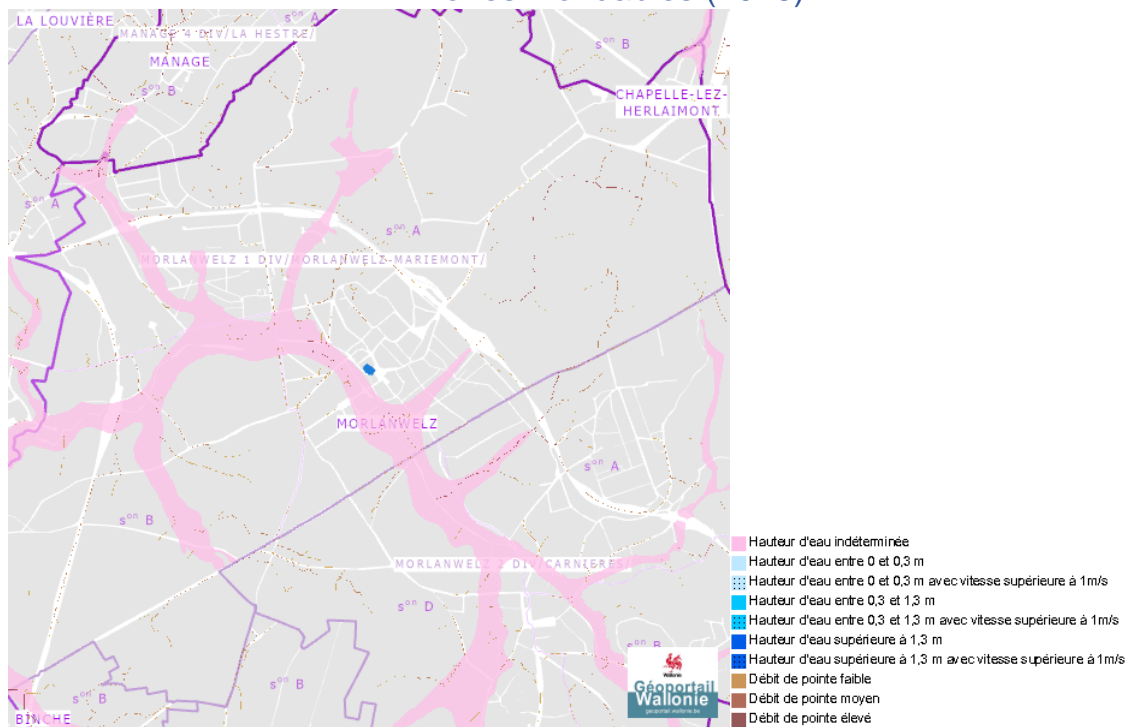 LA LOUVIÈRE
sᵒⁿ A
sᵒⁿ B
MANAGE 4 DIV/LA HESTRE/
MANAGE
sᵒⁿ B
CHAPELLE-LEZ-
HERLAIMONT
sᵒⁿ A
sᵒⁿ A
MORLANWELZ 1 DIV/MORLANWELZ-MARIEMONT/
MORLANWELZ
sᵒⁿ A
sᵒⁿ B
MORLANWELZ 2 DIV/CARNIERES/
sᵒⁿ D
sᵒⁿ B
sᵒⁿ B
BINCHE
Wallonie
Géoportail
Wallonie
geoportail.wallonie.be
Hauteur d'eau indéterminée
Hauteur d'eau entre 0 et 0,3 m
Hauteur d'eau entre 0 et 0,3 m avec vitesse supérieure à 1m/s
Hauteur d'eau entre 0,3 et 1,3 m
Hauteur d'eau entre 0,3 et 1,3 m avec vitesse supérieure à 1m/s
Hauteur d'eau supérieure à 1,3 m
Hauteur d'eau supérieure à 1,3 m avec vitesse supérieure à 1m/s
Débit de pointe faible
Débit de pointe moyen
Débit de pointe élevé